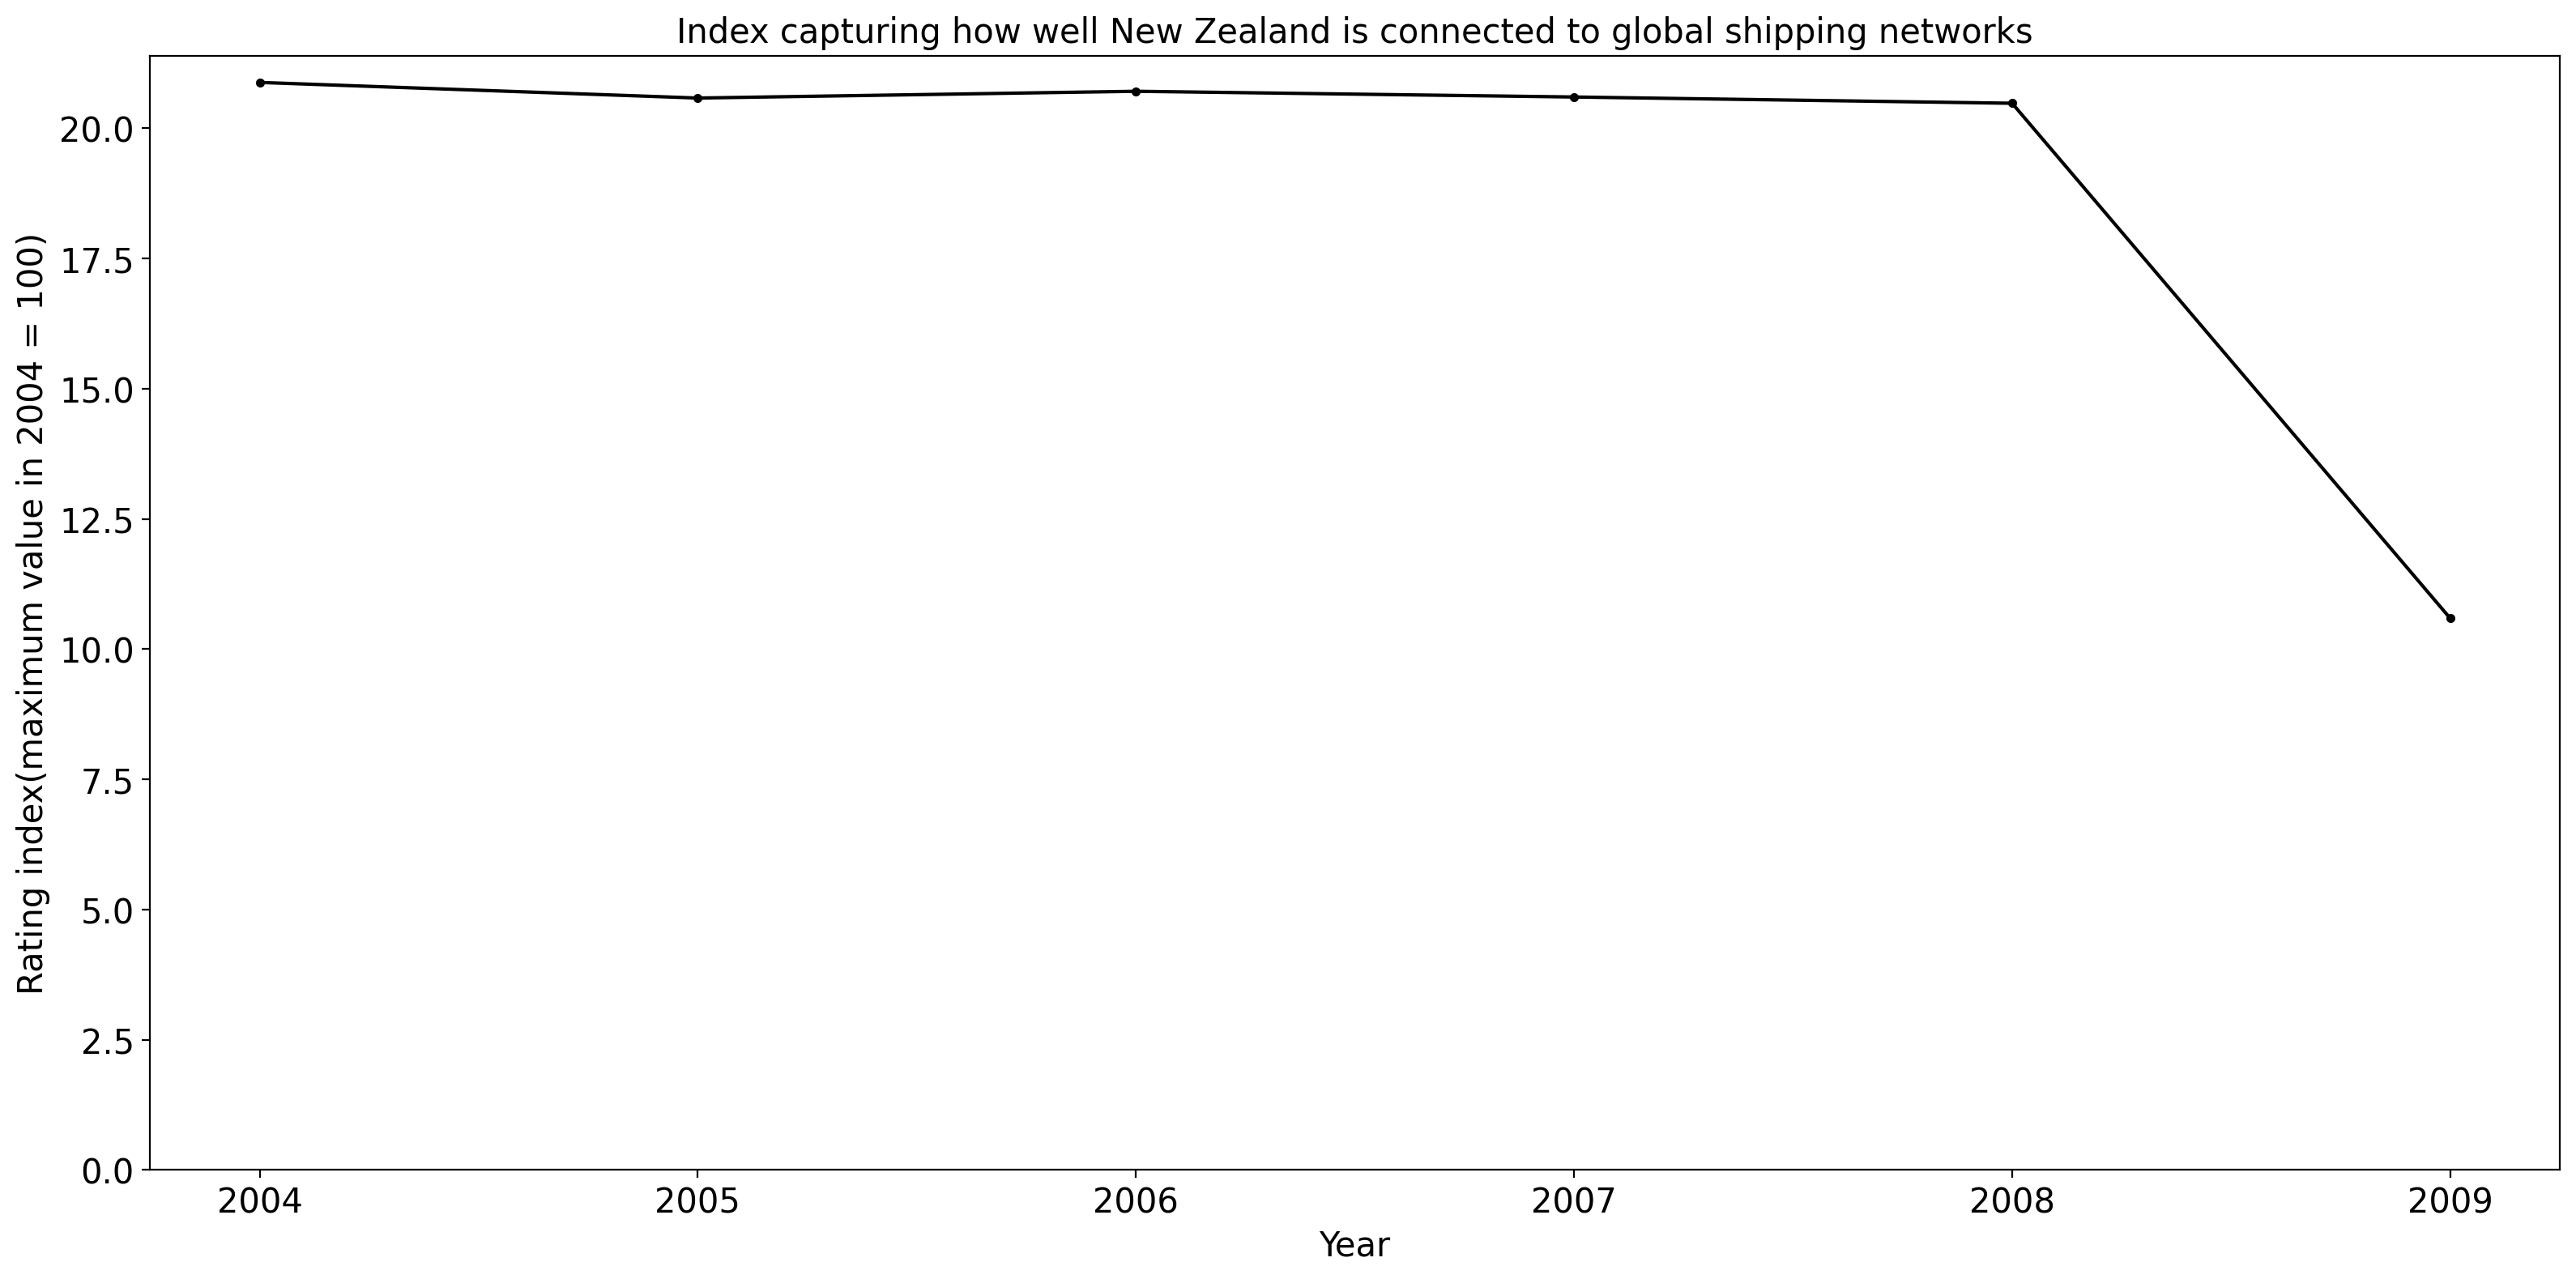 Index capturing how well New Zealand is connected to global shipping networks
Rating index(maximum value in 2004 = 100)
20.0
17.5
15.0
12.5
10.0
7.5
5.0
2.5
0.0
2004 2005 2006 2007 2008 2009
Year